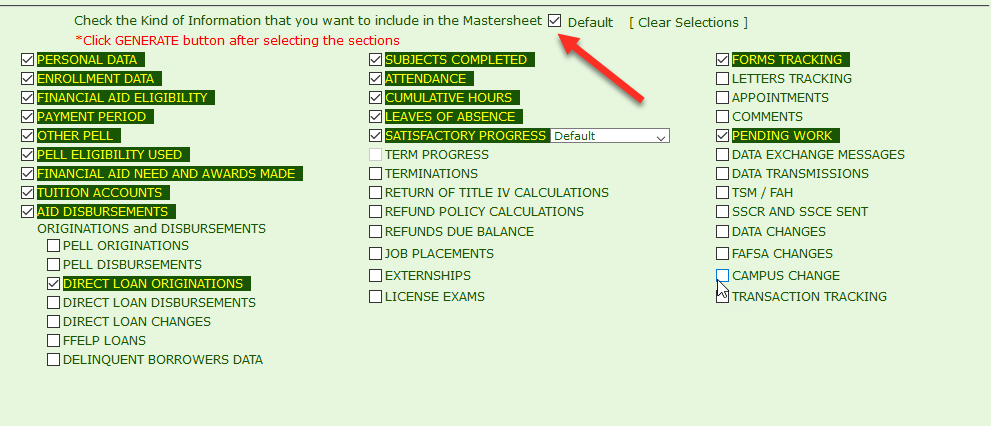 Check the Kind of Information that you want to include in the Mastersheet Default [ Clear Selections ]
*Click GENERATE button after selecting the sections
PERSONAL DATA
ENROLLMENT DATA
FINANCIAL AID ELIGIBILITY
PAYMENT PERIOD
OTHER PELL
PELL ELIGIBILITY USED
FINANCIAL AID NEED AND AWARDS MADE
TUITION ACCOUNTS
AID DISBURSEMENTS
ORIGINATIONS and DISBURSEMENTS
PELL ORIGINATIONS
PELL DISBURSEMENTS
DIRECT LOAN ORIGINATIONS
DIRECT LOAN DISBURSEMENTS
DIRECT LOAN CHANGES
FFELP LOANS
DELINQUENT BORROWERS DATA
SUBJECTS COMPLETED
ATTENDANCE
CUMULATIVE HOURS
LEAVES OF ABSENCE
SATISFACTORY PROGRESS Default
TERM PROGRESS
TERMINATIONS
RETURN OF TITLE IV CALCULATIONS
REFUND POLICY CALCULATIONS
REFUNDS DUE BALANCE
JOB PLACEMENTS
EXTERNSHIPS
LICENSE EXAMS
FORMS TRACKING
LETTERS TRACKING
APPOINTMENTS
COMMENTS
PENDING WORK
DATA EXCHANGE MESSAGES
DATA TRANSMISSIONS
TSM / FAH
SSCR AND SSCE SENT
DATA CHANGES
FAFSA CHANGES
CAMPUS CHANGE
TRANSACTION TRACKING